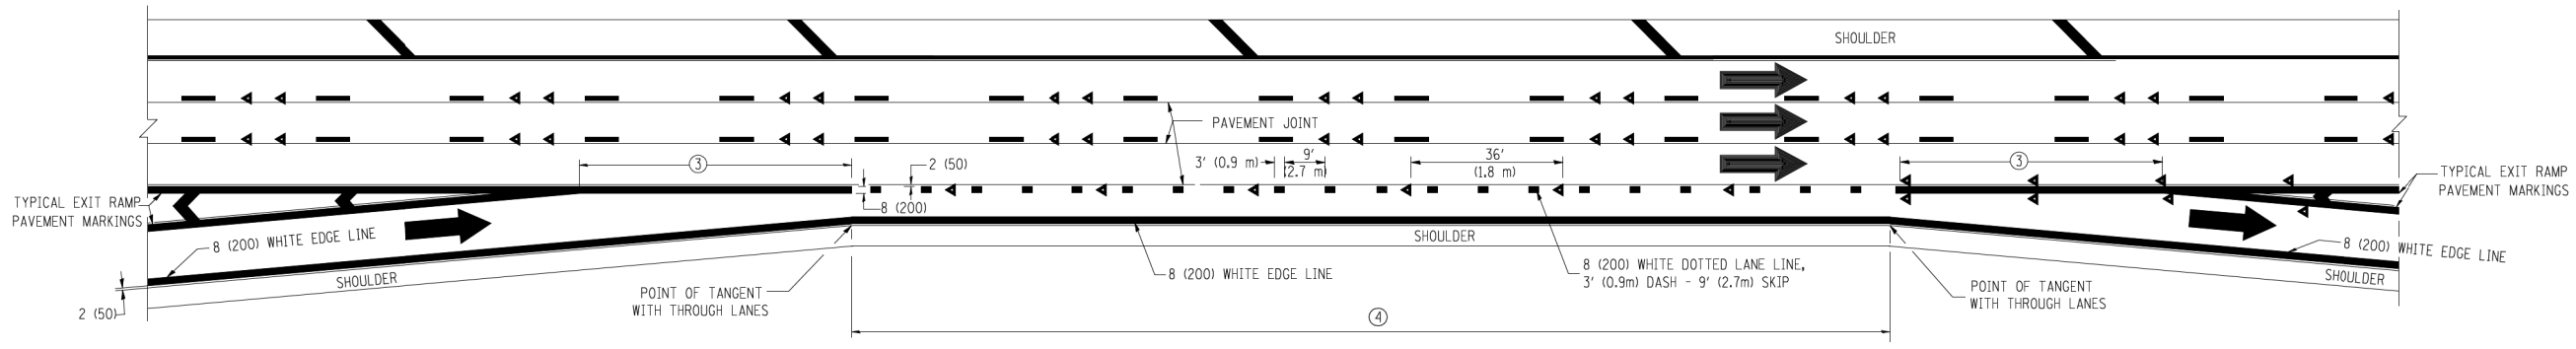 SHOULDER
PAVEMENT JOINT
3
2 (50)
3' (0.9 m)
9'
(2.7 m)
36'
(1.8 m)
3
TYPICAL EXIT RAMP
PAVEMENT MARKINGS
TYPICAL EXIT RAMP
PAVEMENT MARKINGS
8 (200)
8 (200) WHITE EDGE LINE
SHOULDER
8 (200) WHITE EDGE LINE
SHOULDER
2 (50)
POINT OF TANGENT
WITH THROUGH LANES
8 (200) WHITE EDGE LINE
8 (200) WHITE DOTTED LANE LINE,
3' (0.9m) DASH - 9' (2.7m) SKIP
POINT OF TANGENT
WITH THROUGH LANES
SHOULDER
4